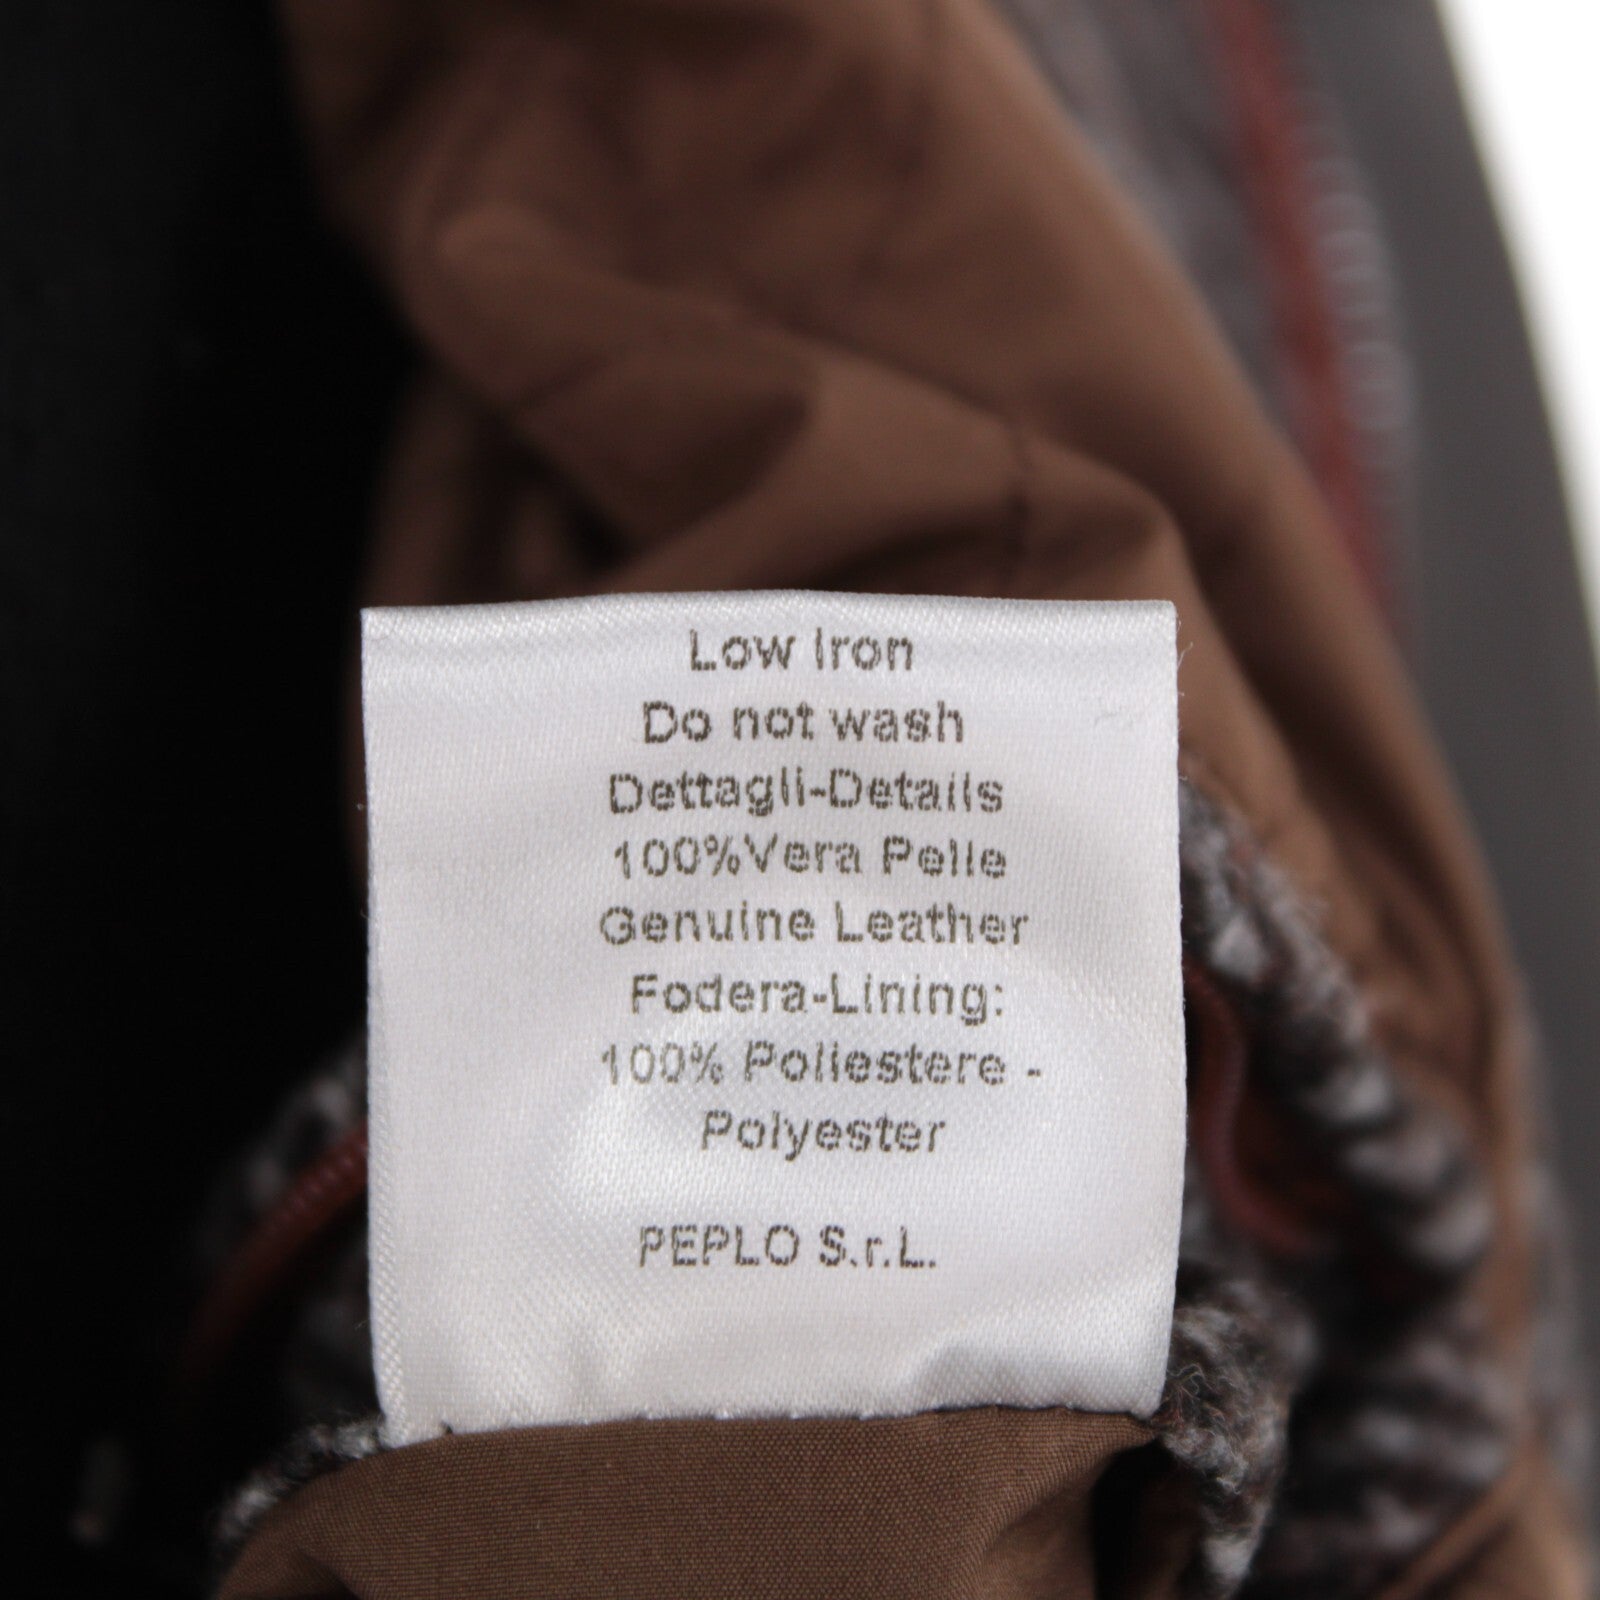 Low Iron
Do not wash
Dettagli-Details
100%Vera Pelle
Genuine Leather
Fodera-Lining:
100% Poliestere -
Polyester
PEPLO S.r.L.